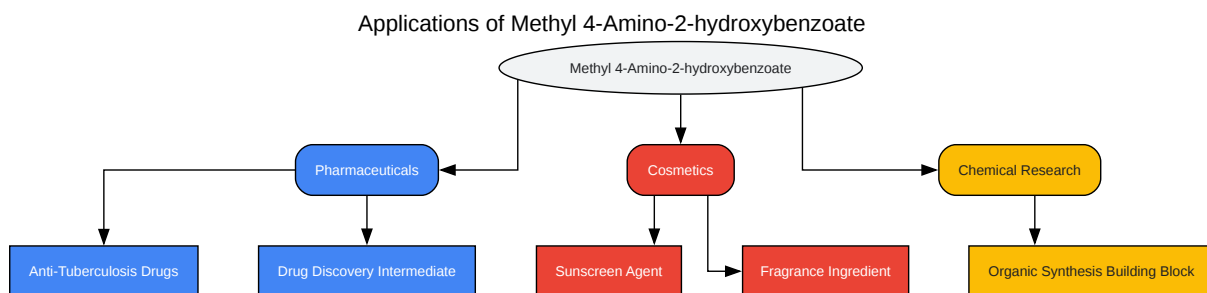 Applications of Methyl 4-Amino-2-hydroxybenzoate
Methyl 4-Amino-2-hydroxybenzoate
Pharmaceuticals
Cosmetics
Chemical Research
Anti-Tuberculosis Drugs
Drug Discovery Intermediate
Sunscreen Agent
Fragrance Ingredient
Organic Synthesis Building Block